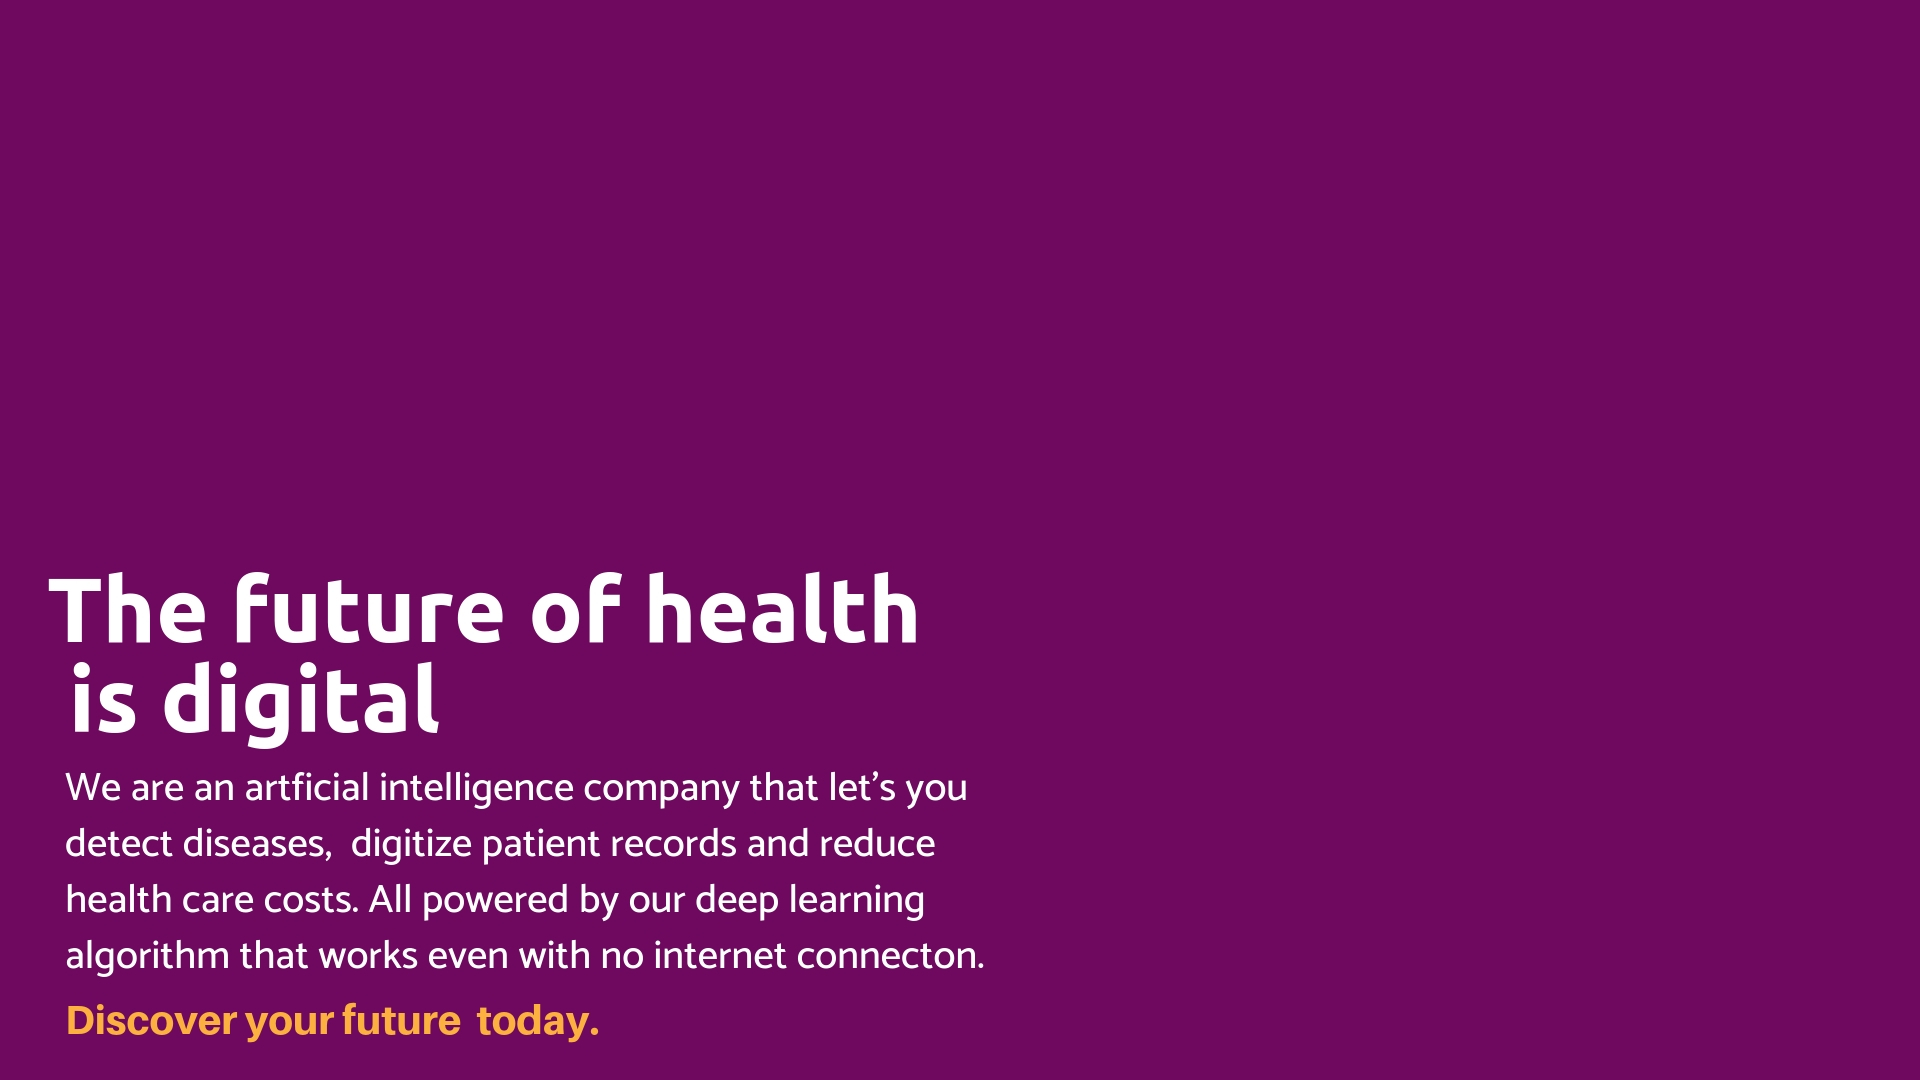 The future of health
is digital
We are an artficial intelligence company that let’s you
detect diseases,  digitize patient records and reduce
health care costs. All powered by our deep learning
algorithm that works even with no internet connecton.
Discover your future  today.